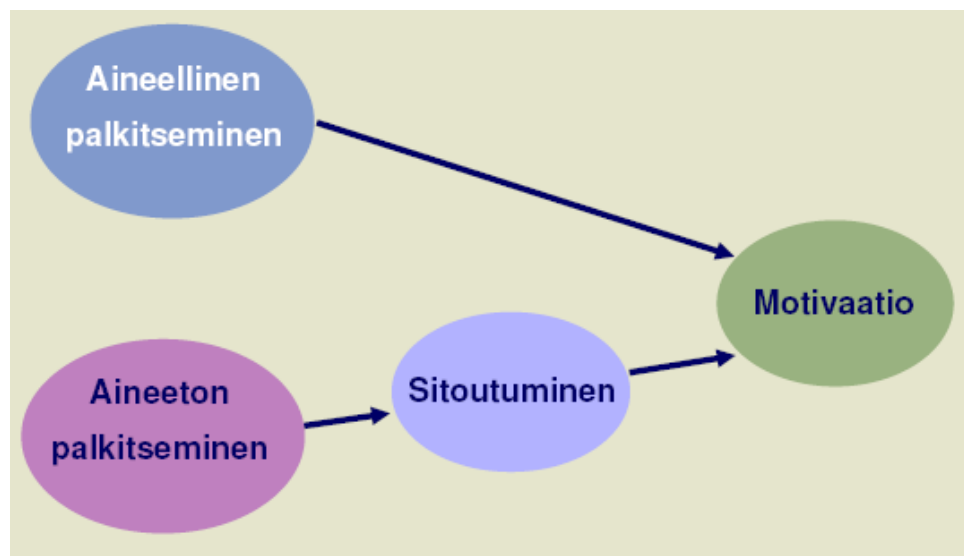 Aineellinen
palkitseminen
Motivaatio
Sitoutuminen
Aineeton
palkitseminen